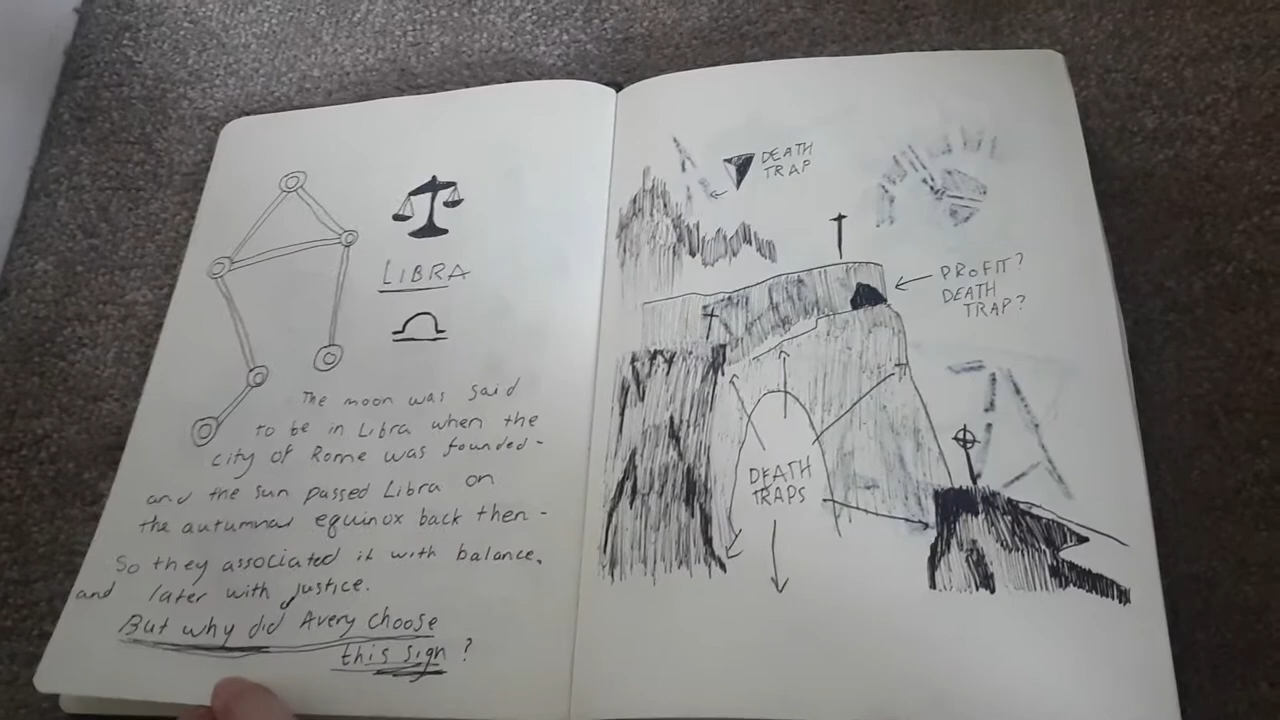 LIBRA
The moon was said
to be in Libra when the
city of Rome was founded-
and the sun passed Libra on
the autumnal equinox back then-
So they associated it with balance,
and later with justice.
But why did Avery choose
this sign?
DEATH
TRAP
PROFIT?
DEATH
TRAP?
DEATH
TRAPS